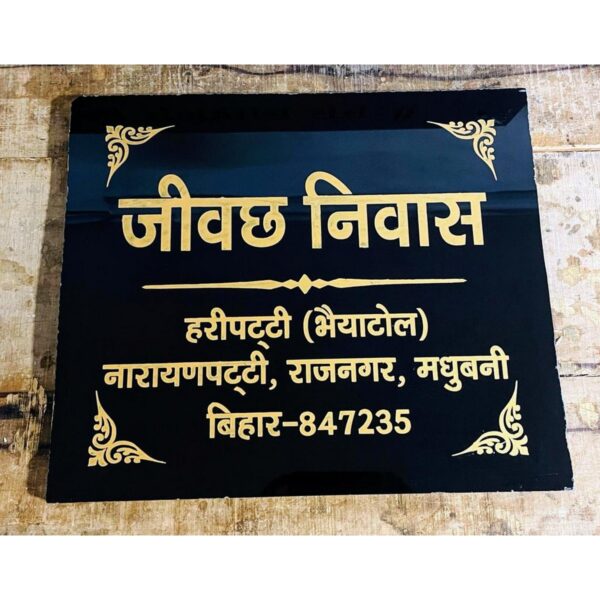 जीवछ निवास
हरीपट्टी (भैयाटोल)
नारायणपट्टी, राजनगर, मधुबनी
बिहार-847235